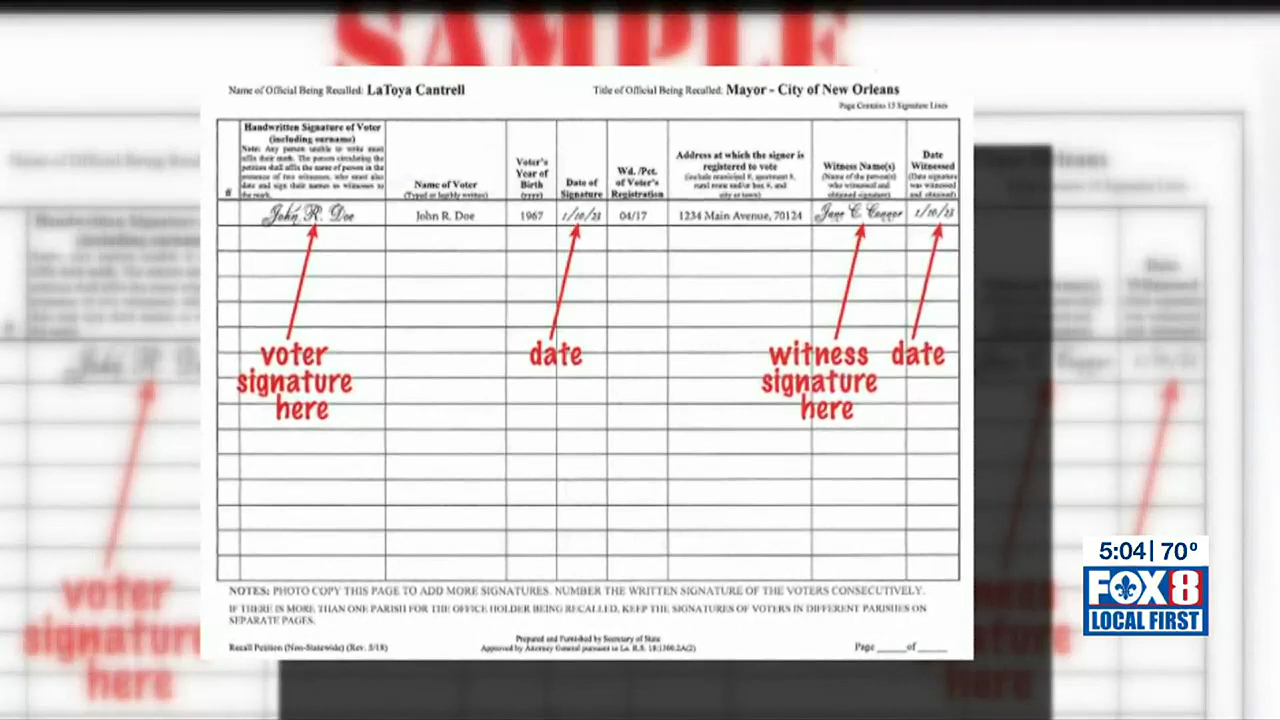 SAMPLE
Name of Official Being Recalled: LaToya Cantrell
Title of Official Being Recalled: Mayor - City of New Orleans
Page Contains 15 Signature Lines
#
Handwritten Signature of Voter
(including surname)
Note: Any person unable to write must
affix their mark. The person circulating the
petition shall affix the name of person in the
presence of two witnesses, who must also
date and sign their names as witnesses to
the mark.
Name of Voter
(Typed or legibly written)
Voter's
Year of
Birth
(yyyy)
Date of
Signature
Wd./Pct.
of Voter's
Registration
Address at which the signer is
registered to vote
(include municipal #, apartment #,
rural route and/or box #, and
city or town)
Witness Name(s)
(Name of the person(s)
who witnessed and
obtained signature)
Date
Witnessed
(Date signature
was witnessed
and obtained)
John R. Doe
John R. Doe
1967
1/10/23
04/17
1234 Main Avenue, 70124
Jane C Connor
1/10/23
voter
signature
here
date
witness
signature
here
date
NOTES: PHOTO COPY THIS PAGE TO ADD MORE SIGNATURES. NUMBER THE WRITTEN SIGNATURE OF THE VOTERS CONSECUTIVELY.
IF THERE IS MORE THAN ONE PARISH FOR THE OFFICE HOLDER BEING RECALLED, KEEP THE SIGNATURES OF VOTERS IN DIFFERENT PARISHES ON
SEPARATE PAGES.
Recall Petition (Non-Statewide) (Rev. 5/18)
Prepared and Furnished by Secretary of State
Approved by Attorney General pursuant to La. R.S. 18:1300.2A(2)
Page _____of _____
voter
signature
here
5:04 70°
FOX 8
LOCAL FIRST